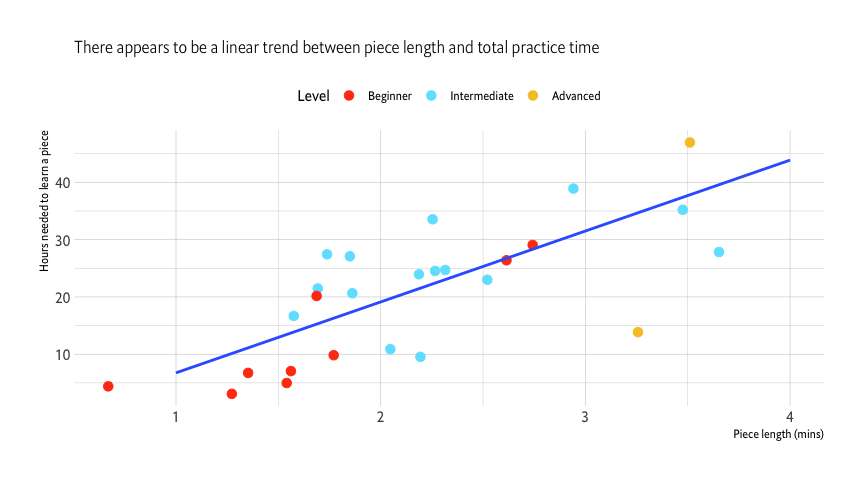 There appears to be a linear trend between piece length and total practice time
Level Beginner Intermediate Advanced
Hours needed to learn a piece
40
30
20
10
1 2 3 4
Piece length (mins)